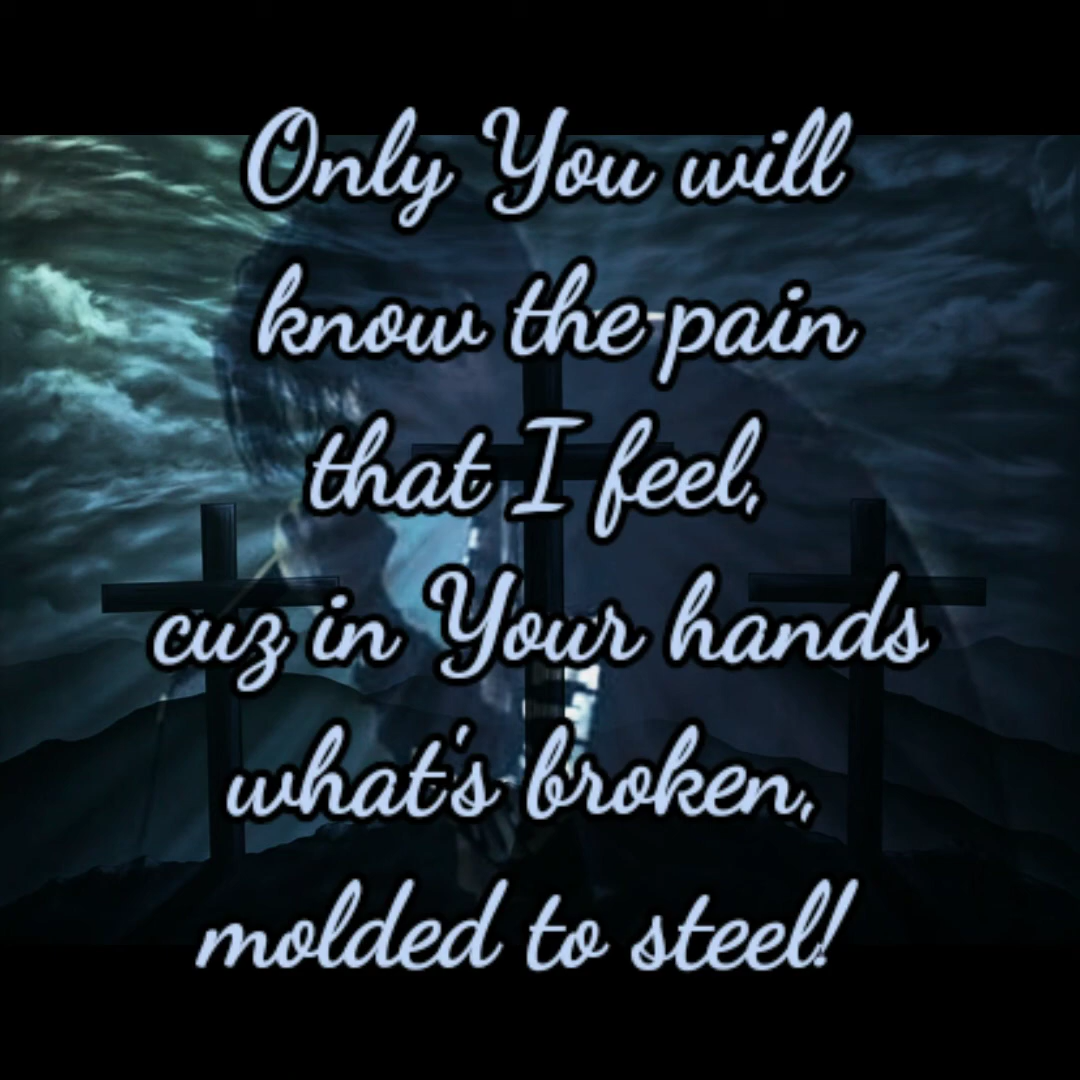 Only You will
know the pain
that I feel,
cuz in Your hands
what's broken,
molded to steel!